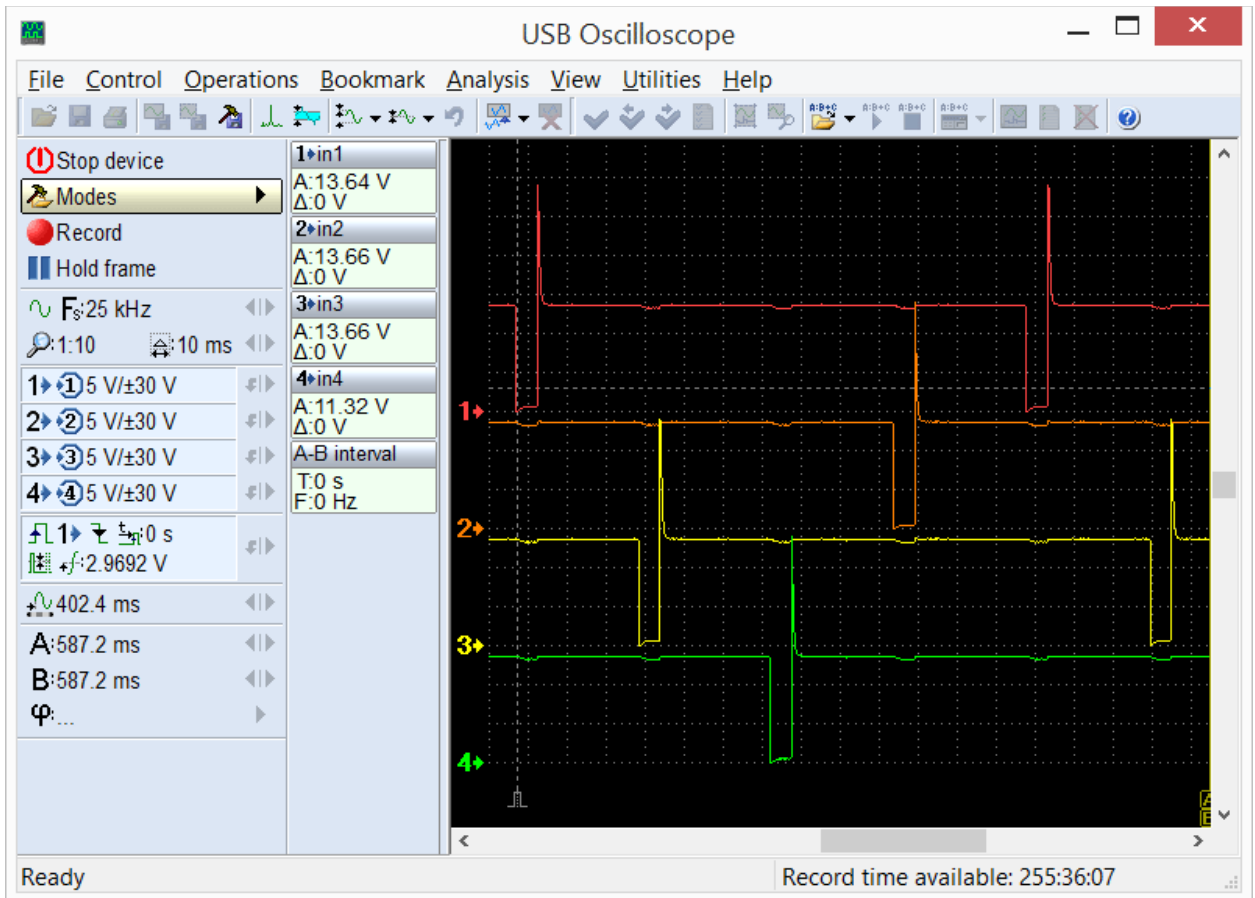 USB Oscilloscope
File Control Operations Bookmark Analysis View Utilities Help
A:B+C A:B+C A:B+C A:B+C
Stop device
Modes
Record
Hold frame
Fs:25 kHz
1:10 10 ms
1 1 5 V/±30 V
2 2 5 V/±30 V
3 3 5 V/±30 V
4 4 5 V/±30 V
1 0 s
f:2.9692 V
402.4 ms
A:587.2 ms
B:587.2 ms
φ:...
1 in1
A:13.64 V
Δ:0 V
2 in2
A:13.66 V
Δ:0 V
3 in3
A:13.66 V
Δ:0 V
4 in4
A:11.32 V
Δ:0 V
A-B interval
T:0 s
F:0 Hz
1
2
3
4
A
B
Ready
Record time available: 255:36:07